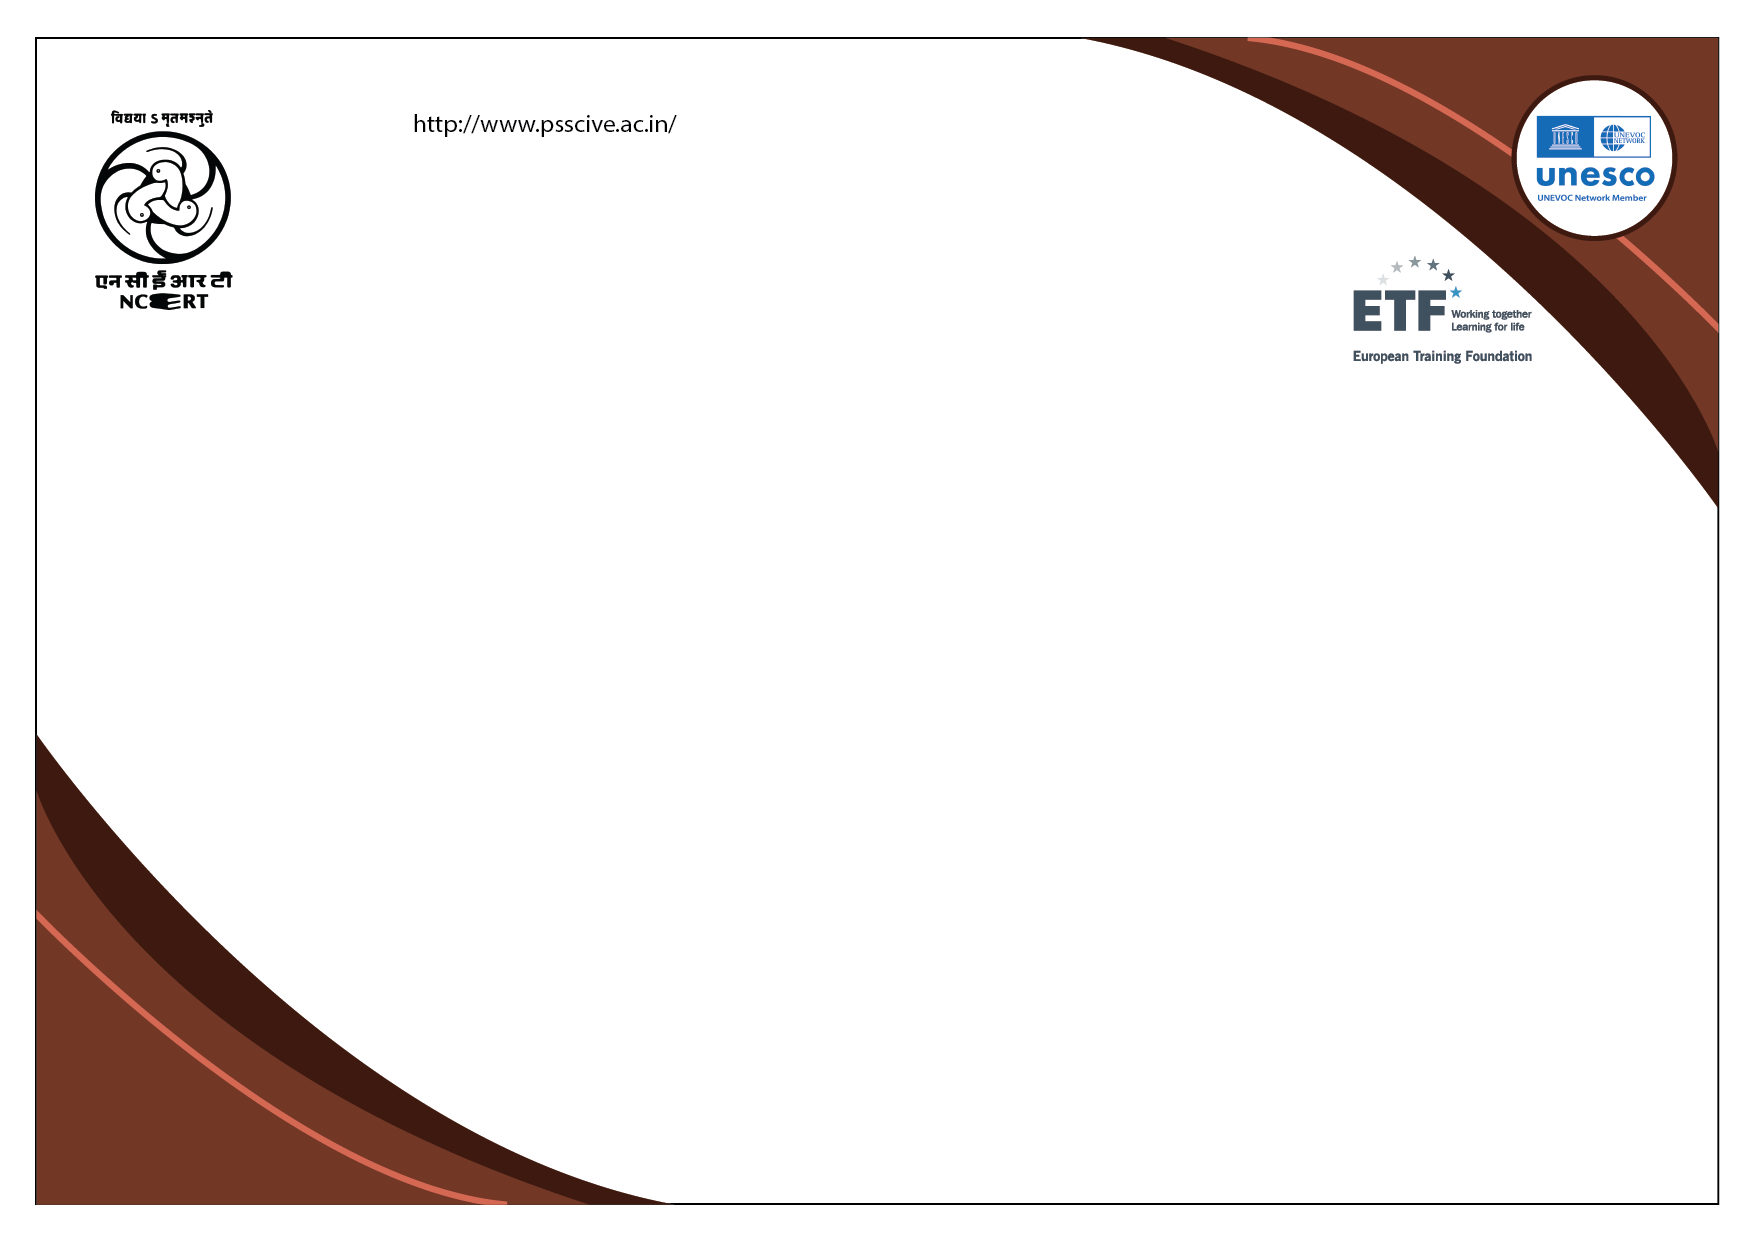 विद्यया ऽ मृतमश्नुते
एन सी ई आर टी
NCERT
http://www.psscive.ac.in/
UNEVOC
NETWORK
unesco
UNEVOC Network Member
ETF
Working together
Learning for life
European Training Foundation